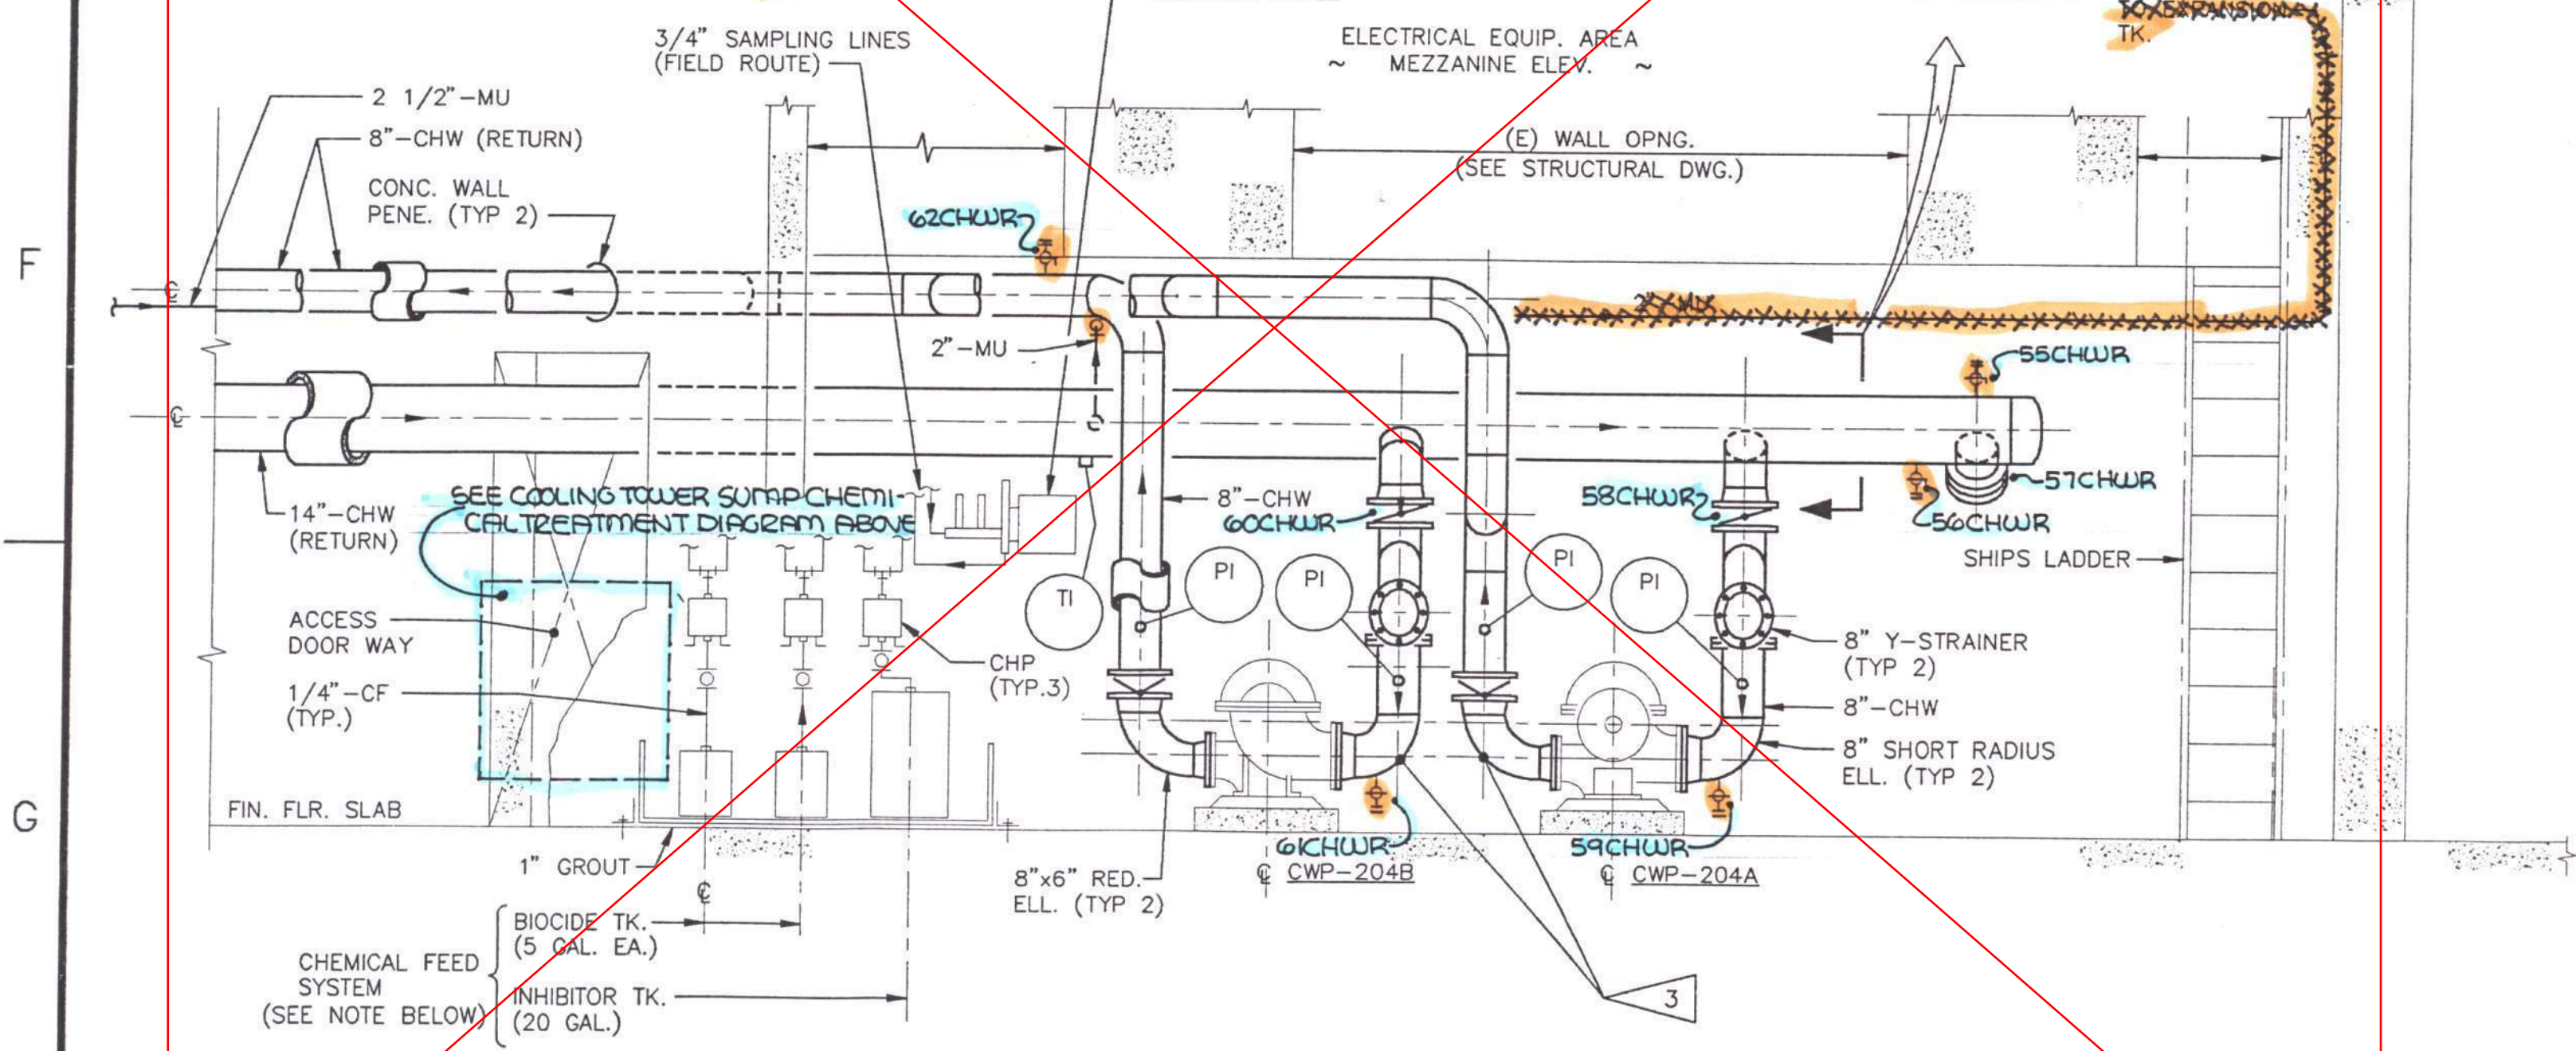 TO EXPANSION
TK.
3/4" SAMPLING LINES
(FIELD ROUTE)
ELECTRICAL EQUIP. AREA
~ MEZZANINE ELEV. ~
2 1/2"-MU
8"-CHW (RETURN)
CONC. WALL
PENE. (TYP 2)
(E) WALL OPNG.
(SEE STRUCTURAL DWG.)
62CHWR
F
2"-MU
2"-MU
55CHWR
14"-CHW
(RETURN)
SEE COOLING TOWER SUMP CHEMI-
CAL TREATMENT DIAGRAM ABOVE
8"-CHW
60CHWR
58CHWR
57CHWR
56CHWR
SHIPS LADDER
TI
PI
PI
PI
PI
ACCESS
DOOR WAY
1/4"-CF
(TYP.)
CHP
(TYP.3)
8" Y-STRAINER
(TYP 2)
8"-CHW
8" SHORT RADIUS
ELL. (TYP 2)
G
FIN. FLR. SLAB
1" GROUT
61CHWR
59CHWR
℄ CWP-204B
℄ CWP-204A
8"x6" RED.
ELL. (TYP 2)
℄
CHEMICAL FEED
SYSTEM
(SEE NOTE BELOW)
BIOCIDE TK.
(5 GAL. EA.)
INHIBITOR TK.
(20 GAL.)
3